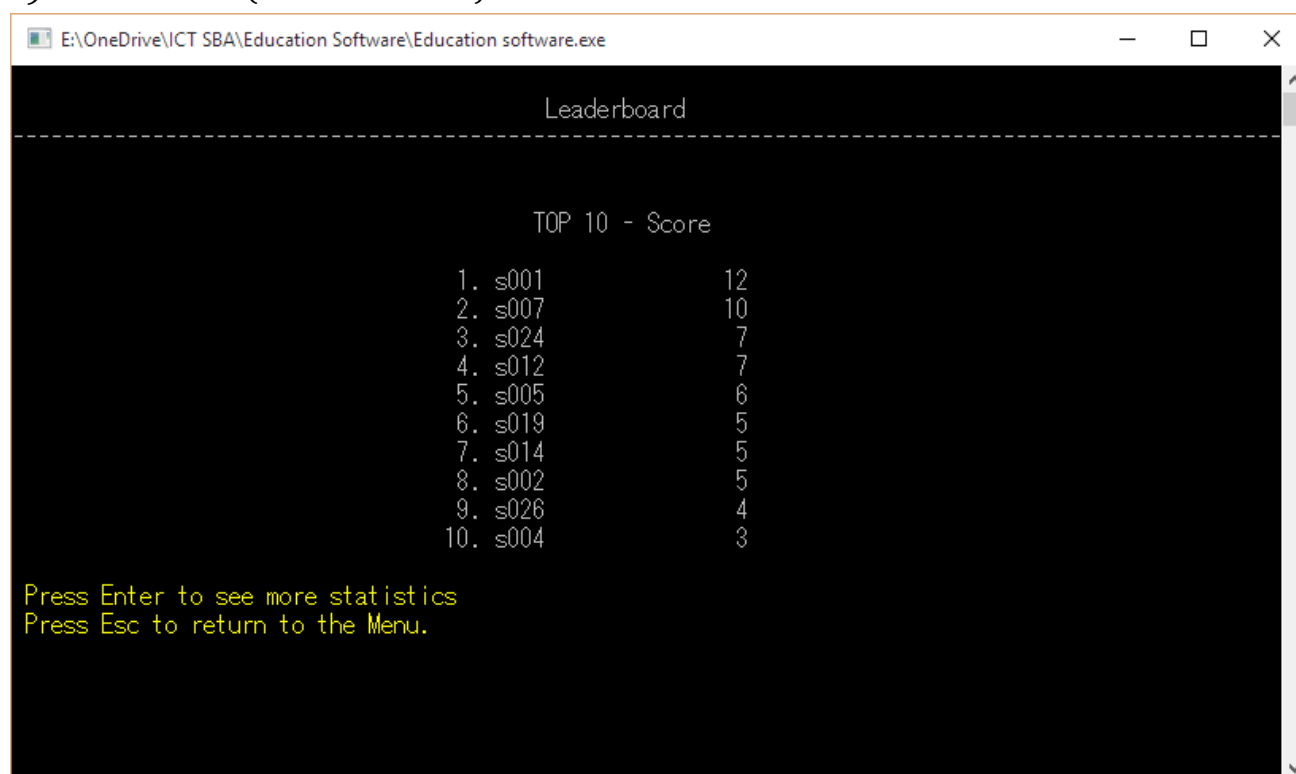 E:\OneDrive\ICT SBA\Education Software\Education software.exe
Leaderboard
--------------------------------------------------------------------------------
TOP 10 - Score
1. s001 12
2. s007 10
3. s024 7
4. s012 7
5. s005 6
6. s019 5
7. s014 5
8. s002 5
9. s026 4
10. s004 3
Press Enter to see more statistics
Press Esc to return to the Menu.